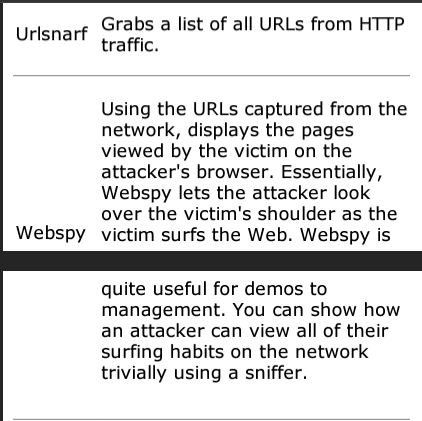 Urlsnarf
Grabs a list of all URLs from HTTP
traffic.
Using the URLs captured from the
network, displays the pages
viewed by the victim on the
attacker's browser. Essentially,
Webspy lets the attacker look
over the victim's shoulder as the
Webspy
victim surfs the Web. Webspy is
quite useful for demos to
management. You can show how
an attacker can view all of their
surfing habits on the network
trivially using a sniffer.